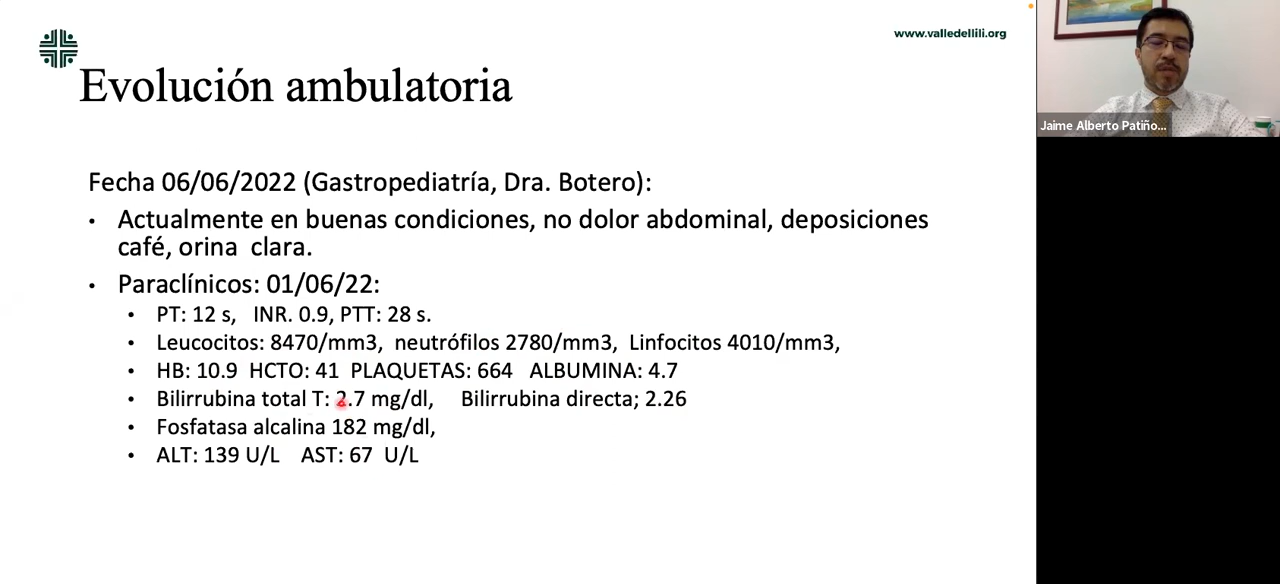 www.valledellili.org
Evolución ambulatoria
Fecha 06/06/2022 (Gastropediatría, Dra. Botero):
• Actualmente en buenas condiciones, no dolor abdominal, deposiciones
café, orina clara.
• Paraclínicos: 01/06/22:
• PT: 12 s, INR. 0.9, PTT: 28 s.
• Leucocitos: 8470/mm3, neutrófilos 2780/mm3, Linfocitos 4010/mm3,
• HB: 10.9 HCTO: 41 PLAQUETAS: 664 ALBUMINA: 4.7
• Bilirrubina total T: 2.7 mg/dl, Bilirrubina directa; 2.26
• Fosfatasa alcalina 182 mg/dl,
• ALT: 139 U/L AST: 67 U/L
Jaime Alberto Patiño...